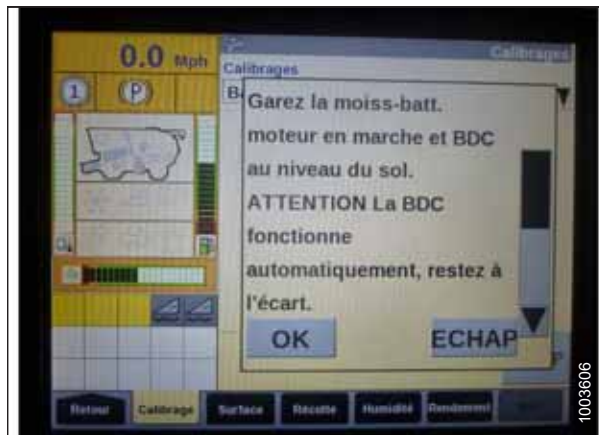 0.0 Mph
Calibrages
1 P
Calibrages
Garez la moiss-batt.
moteur en marche et BDC
au niveau du sol.
ATTENTION La BDC
fonctionne
automatiquement, restez à
l'écart.
OK ECHAP
Retour Calibrage Surface Récolte Humidité Rendement
1003606